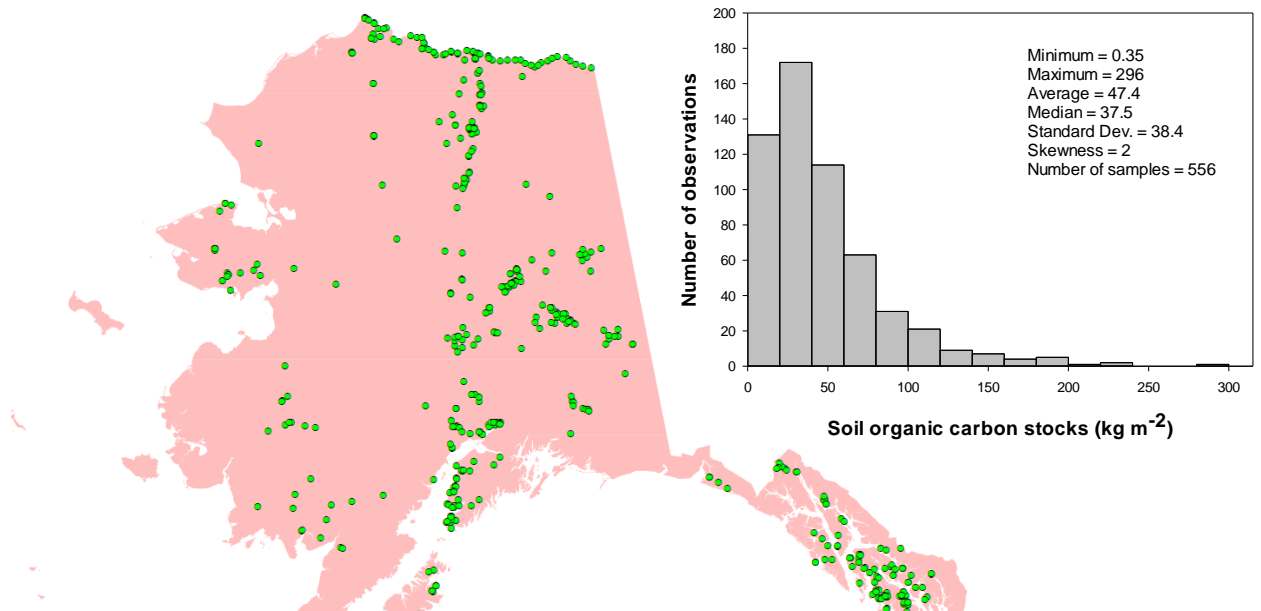 200
180
160
140
120
100
80
60
40
20
0
Number of observations
Minimum = 0.35
Maximum = 296
Average = 47.4
Median = 37.5
Standard Dev. = 38.4
Skewness = 2
Number of samples = 556
0 50 100 150 200 250 300
Soil organic carbon stocks (kg m⁻²)